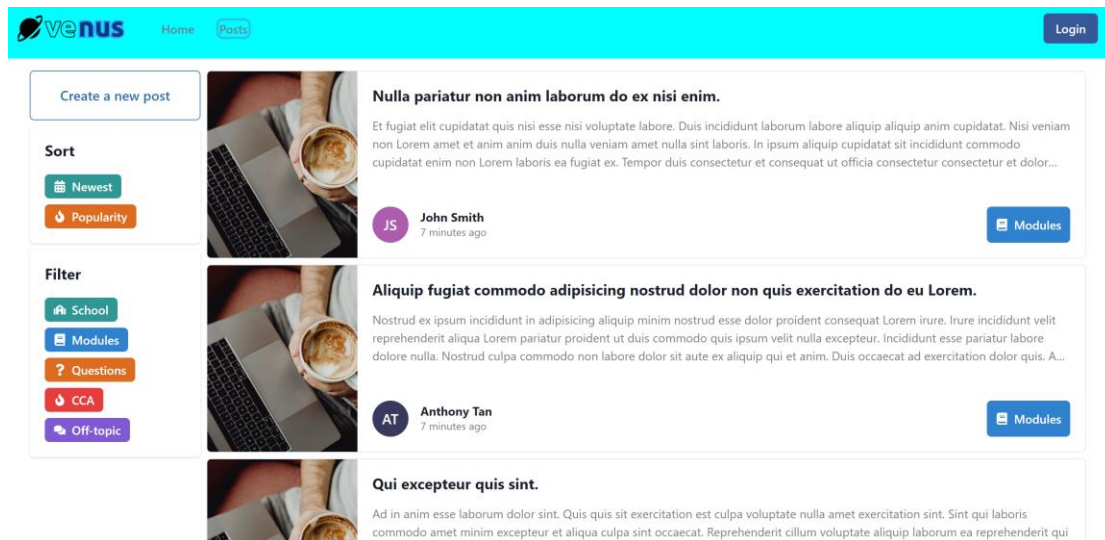 venus
Home
Posts
Login
Create a new post
Sort
Newest
Popularity
Filter
School
Modules
Questions
CCA
Off-topic
Nulla pariatur non anim laborum do ex nisi enim.
Et fugiat elit cupidatat quis nisi esse nisi voluptate labore. Duis incididunt laborum labore aliquip aliquip anim cupidatat. Nisi veniam
non Lorem amet et anim anim duis nulla veniam amet nulla sint laboris. In ipsum aliquip cupidatat sit incididunt commodo
cupidatat enim non Lorem laboris ea fugiat ex. Tempor duis consectetur et consequat ut officia consectetur consectetur et dolor...
JS
John Smith
7 minutes ago
Modules
Aliquip fugiat commodo adipisicing nostrud dolor non quis exercitation do eu Lorem.
Nostrud ex ipsum incididunt in adipisicing aliquip minim nostrud esse dolor proident consequat Lorem irure. Irure incididunt velit
reprehenderit aliqua Lorem pariatur proident ut duis commodo quis ipsum velit nulla excepteur. Incididunt esse pariatur labore
dolore nulla. Nostrud culpa commodo non labore dolor sit aute ex aliquip qui et anim. Duis occaecat ad exercitation dolor quis. A...
AT
Anthony Tan
7 minutes ago
Modules
Qui excepteur quis sint.
Ad in anim esse laborum dolor sint. Quis quis sit exercitation est culpa voluptate nulla amet exercitation sint. Sint qui laboris
commodo amet minim excepteur et aliqua culpa sint occaecat. Reprehenderit cillum voluptate aliquip laborum ea reprehenderit qui